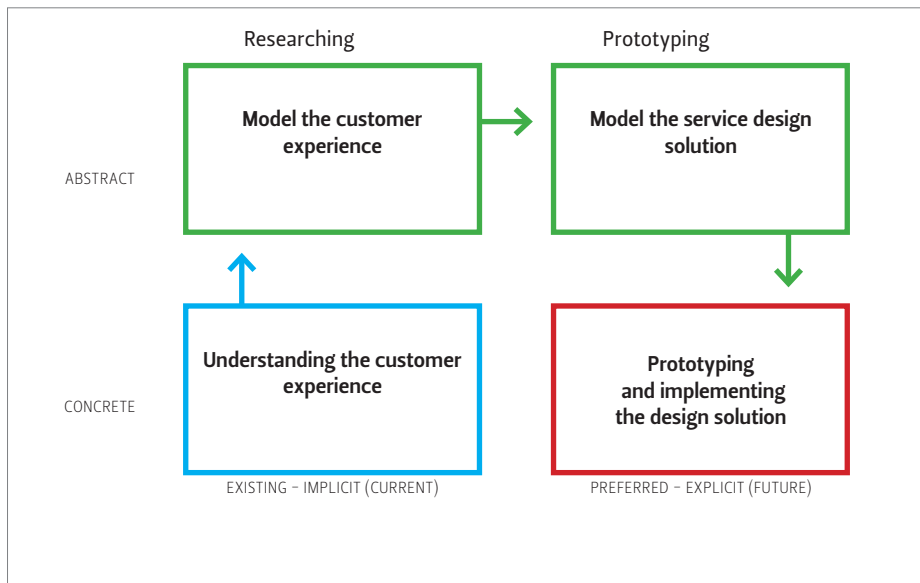 Researching
Prototyping
Model the customer
experience
Model the service design
solution
ABSTRACT
Understanding the customer
experience
Prototyping
and implementing
the design solution
CONCRETE
EXISTING – IMPLICIT (CURRENT)
PREFERRED – EXPLICIT (FUTURE)